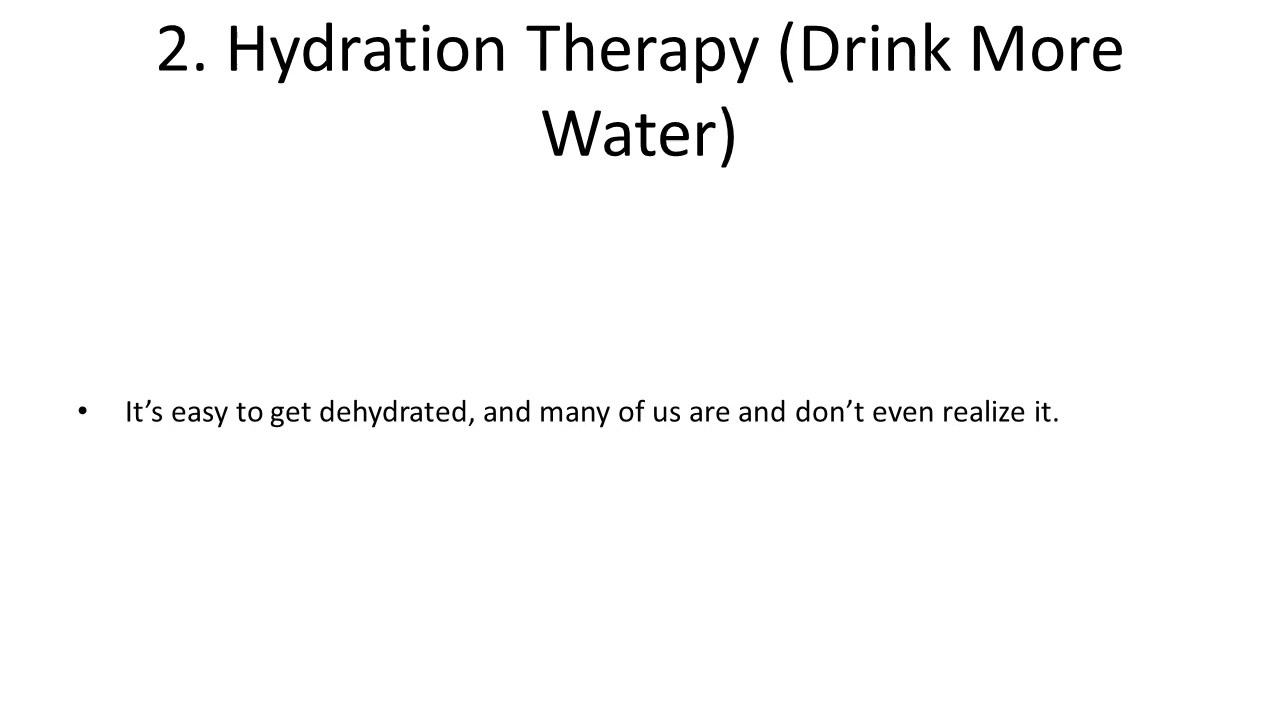 2. Hydration Therapy (Drink More
Water)
• It’s easy to get dehydrated, and many of us are and don’t even realize it.